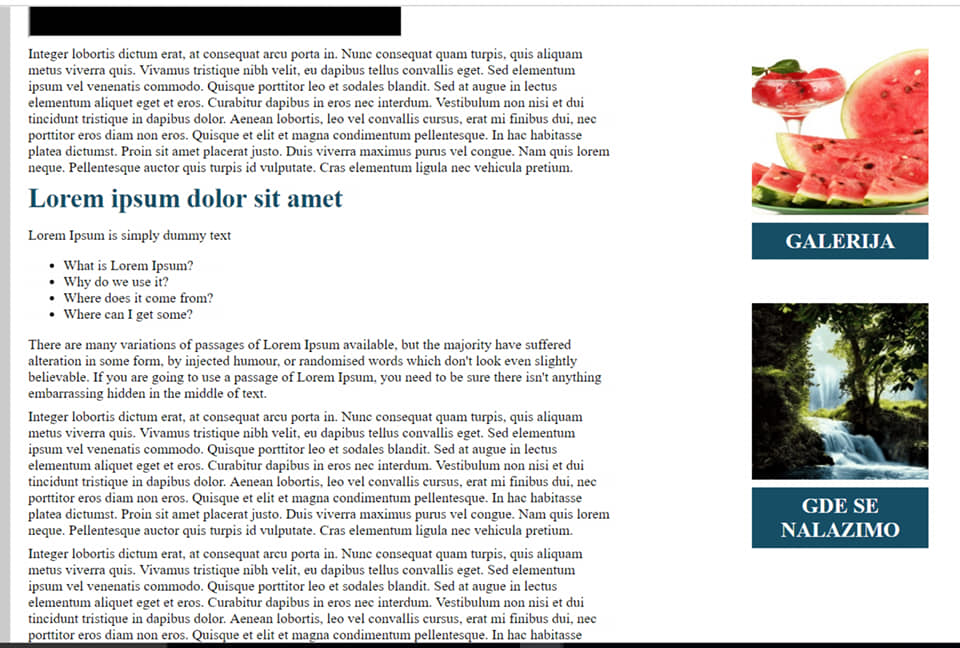 Integer lobortis dictum erat, at consequat arcu porta in. Nunc consequat quam turpis, quis aliquam
metus viverra quis. Vivamus tristique nibh velit, eu dapibus tellus convallis eget. Sed elementum
ipsum vel venenatis commodo. Quisque porttitor leo et sodales blandit. Sed at augue in lectus
elementum aliquet eget et eros. Curabitur dapibus in eros nec interdum. Vestibulum non nisi et dui
tincidunt tristique in dapibus dolor. Aenean lobortis, leo vel convallis cursus, erat mi finibus dui, nec
porttitor eros diam non eros. Quisque et elit et magna condimentum pellentesque. In hac habitasse
platea dictumst. Proin sit amet placerat justo. Duis viverra maximus purus vel congue. Nam quis lorem
neque. Pellentesque auctor quis turpis id vulputate. Cras elementum ligula nec vehicula pretium.
Lorem ipsum dolor sit amet
Lorem Ipsum is simply dummy text
• What is Lorem Ipsum?
• Why do we use it?
• Where does it come from?
• Where can I get some?
There are many variations of passages of Lorem Ipsum available, but the majority have suffered
alteration in some form, by injected humour, or randomised words which don't look even slightly
believable. If you are going to use a passage of Lorem Ipsum, you need to be sure there isn't anything
embarrassing hidden in the middle of text.
Integer lobortis dictum erat, at consequat arcu porta in. Nunc consequat quam turpis, quis aliquam
metus viverra quis. Vivamus tristique nibh velit, eu dapibus tellus convallis eget. Sed elementum
ipsum vel venenatis commodo. Quisque porttitor leo et sodales blandit. Sed at augue in lectus
elementum aliquet eget et eros. Curabitur dapibus in eros nec interdum. Vestibulum non nisi et dui
tincidunt tristique in dapibus dolor. Aenean lobortis, leo vel convallis cursus, erat mi finibus dui, nec
porttitor eros diam non eros. Quisque et elit et magna condimentum pellentesque. In hac habitasse
platea dictumst. Proin sit amet placerat justo. Duis viverra maximus purus vel congue. Nam quis lorem
neque. Pellentesque auctor quis turpis id vulputate. Cras elementum ligula nec vehicula pretium.
Integer lobortis dictum erat, at consequat arcu porta in. Nunc consequat quam turpis, quis aliquam
metus viverra quis. Vivamus tristique nibh velit, eu dapibus tellus convallis eget. Sed elementum
ipsum vel venenatis commodo. Quisque porttitor leo et sodales blandit. Sed at augue in lectus
elementum aliquet eget et eros. Curabitur dapibus in eros nec interdum. Vestibulum non nisi et dui
tincidunt tristique in dapibus dolor. Aenean lobortis, leo vel convallis cursus, erat mi finibus dui, nec
porttitor eros diam non eros. Quisque et elit et magna condimentum pellentesque. In hac habitasse
GALERIJA
GDE SE
NALAZIMO